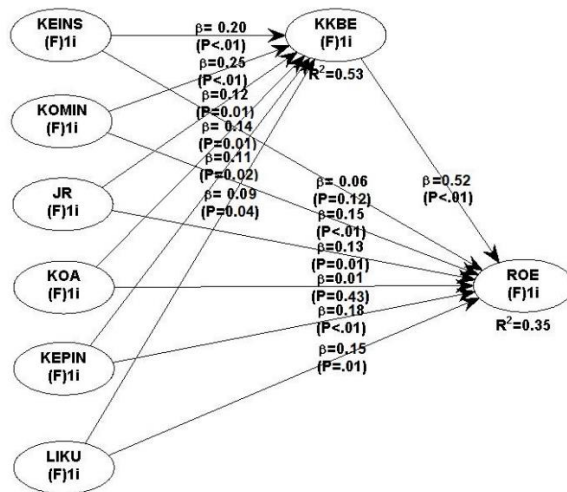 KEINS
(F)1i
KOMIN
(F)1i
JR
(F)1i
KOA
(F)1i
KEPIN
(F)1i
LIKU
(F)1i
β= 0.20
(P<.01)
β=0.25
(P<.01)
β=0.12
(P=0.01)
β= 0.14
(P=0.01)
β=0.11
(P=0.02)
β= 0.09
(P=0.04)
KKBE
(F)1i
R²=0.53
β= 0.06
(P=0.12)
β=0.15
(P<.01)
β=0.13
(P=0.01)
β=0.01
(P=0.43)
β=0.18
(P<.01)
β=0.15
(P=.01)
β=0.52
(P<.01)
ROE
(F)1i
R²=0.35